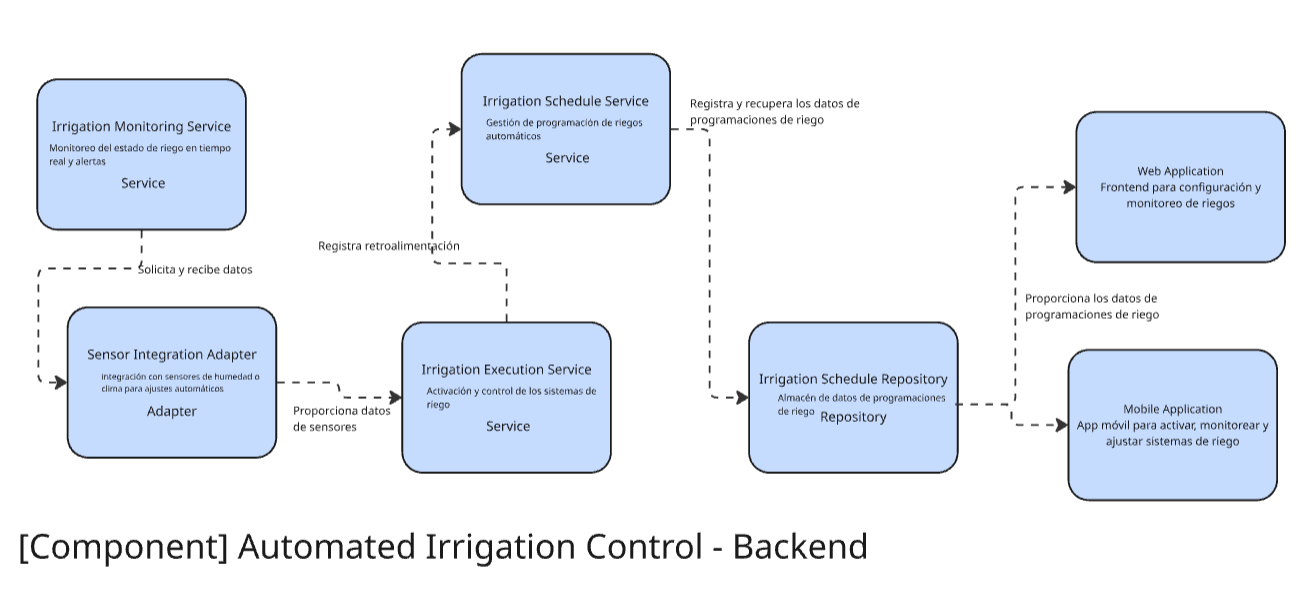 Irrigation Monitoring Service
Monitoreo del estado de riego en tiempo
real y alertas
Service
Solicita y recibe datos
Sensor Integration Adapter
Integración con sensores de humedad o
clima para ajustes automáticos
Adapter
Proporciona datos
de sensores
Irrigation Execution Service
Activación y control de los sistemas de
riego
Service
Registra retroalimentación
Irrigation Schedule Service
Gestión de programación de riegos
automáticos
Service
Registra y recupera los datos de
programaciones de riego
Irrigation Schedule Repository
Almacén de datos de programaciones
de riego
Repository
Proporciona los datos de
programaciones de riego
Web Application
Frontend para configuración y
monitoreo de riegos
Mobile Application
App móvil para activar, monitorear y
ajustar sistemas de riego
[Component] Automated Irrigation Control - Backend